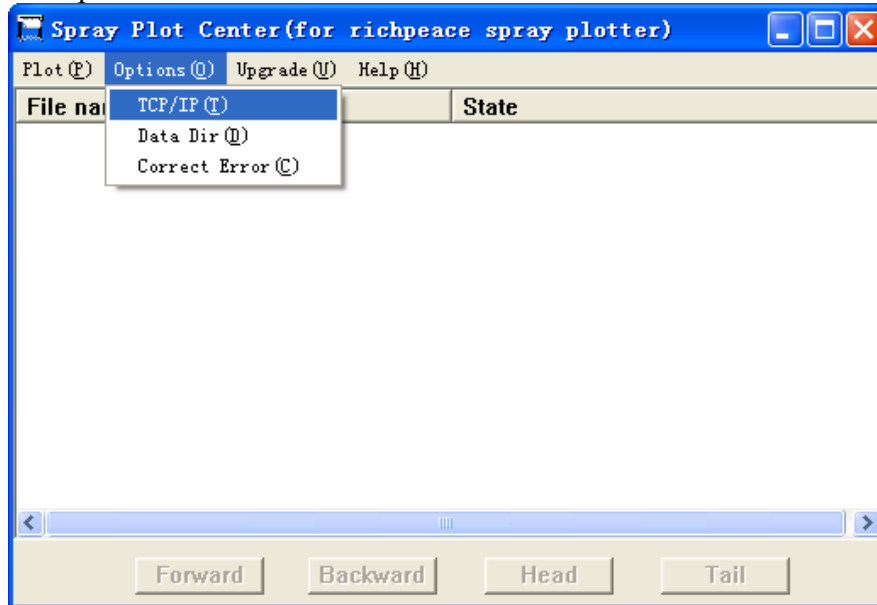 Spray Plot Center(for richpeace spray plotter)
Plot(P) Options(O) Upgrade(U) Help(H)
File na State
TCP/IP(T)
Data Dir(D)
Correct Error(C)
Forward Backward Head Tail